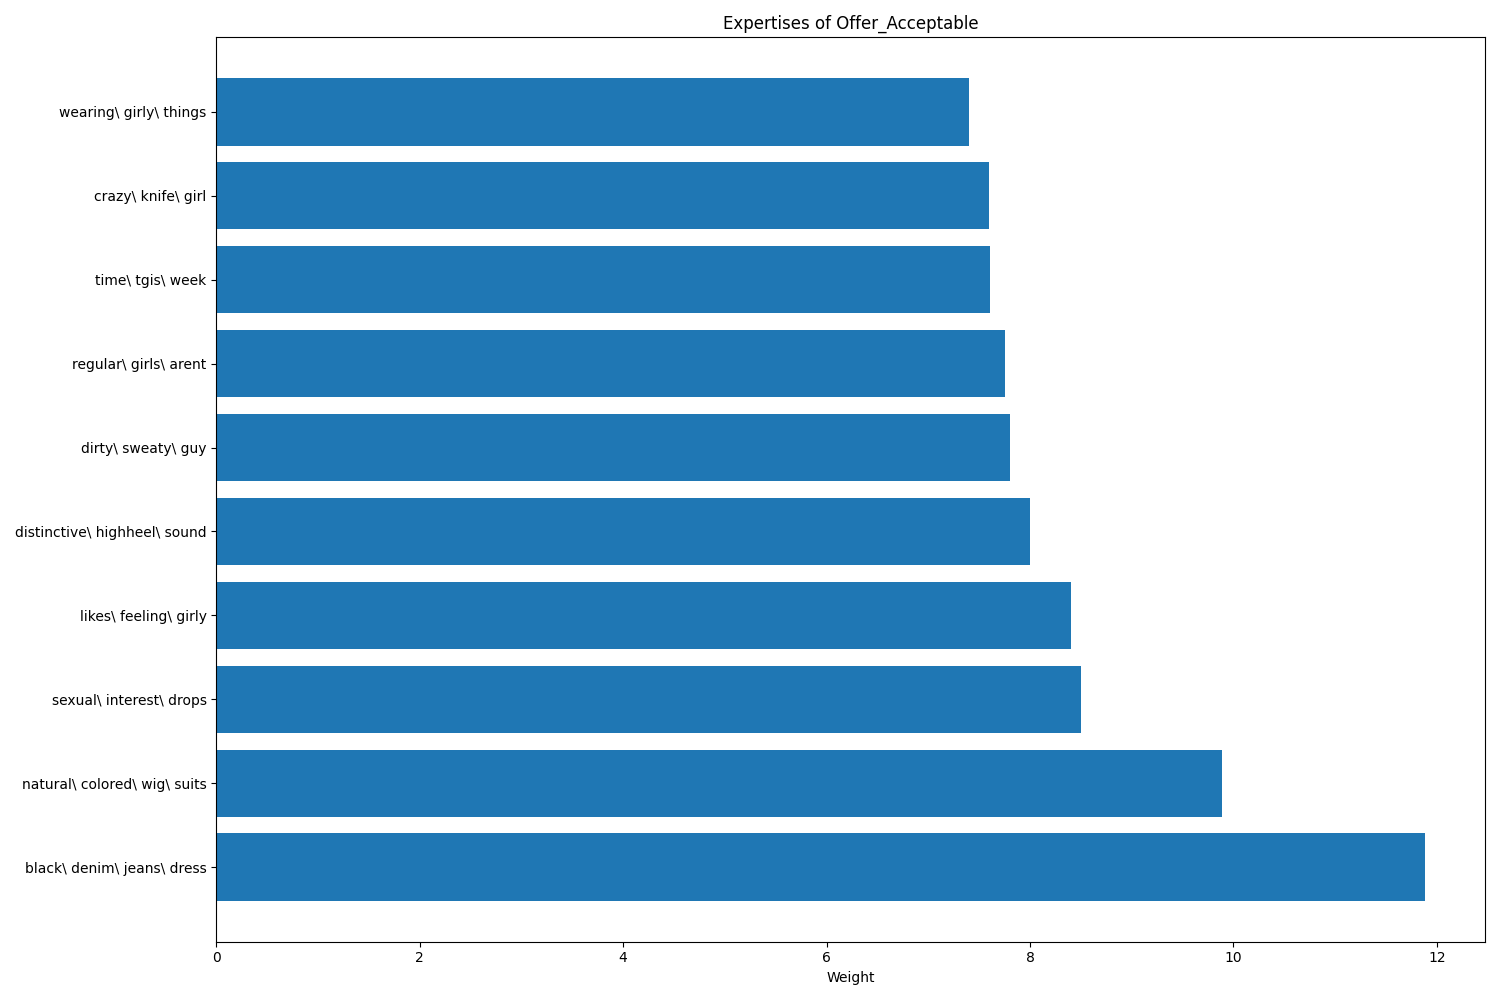 Expertises of Offer_Acceptable
wearing\ girly\ things
crazy\ knife\ girl
time\ tgis\ week
regular\ girls\ arent
dirty\ sweaty\ guy
distinctive\ highheel\ sound
likes\ feeling\ girly
sexual\ interest\ drops
natural\ colored\ wig\ suits
black\ denim\ jeans\ dress
0 2 4 6 8 10 12
Weight